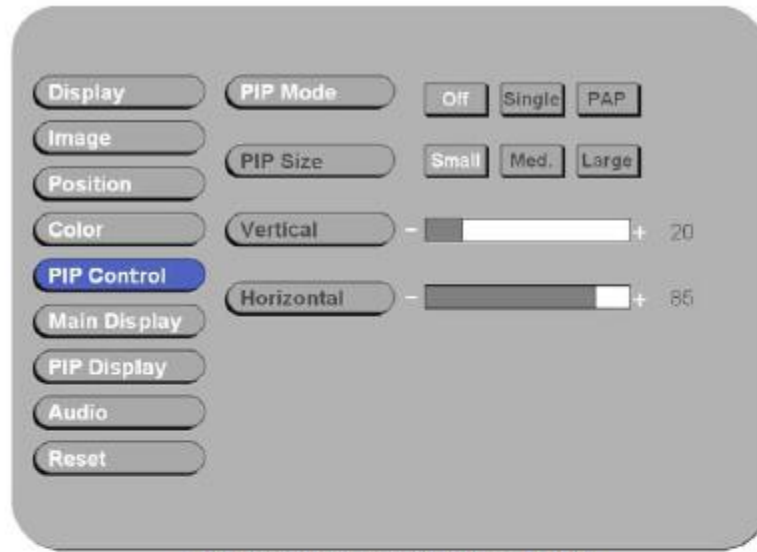 Display
Image
Position
Color
PIP Control
Main Display
PIP Display
Audio
Reset
PIP Mode Off Single PAP
PIP Size Small Med. Large
Vertical - + 20
Horizontal - + 85